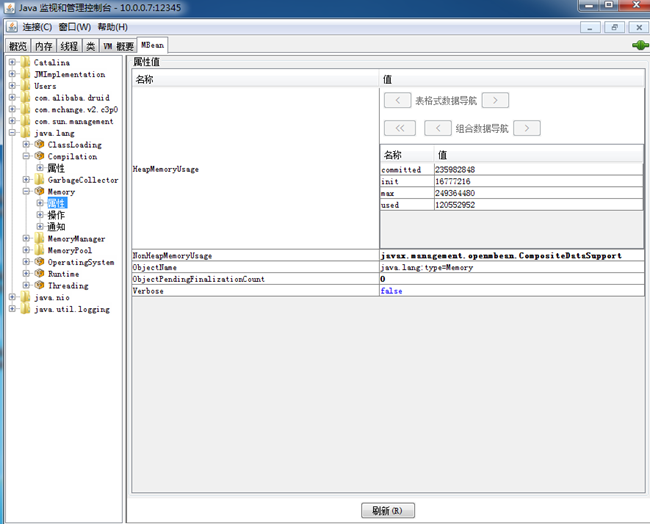 Java 监视和管理控制台 - 10.0.0.7:12345
连接(C) 窗口(W) 帮助(H)
概览 内存 线程 类 VM 概要 MBean
Catalina
JMImplementation
Users
com.alibaba.druid
com.mchange.v2.c3p0
com.sun.management
java.lang
ClassLoading
Compilation
属性
GarbageCollector
Memory
属性
操作
通知
MemoryManager
MemoryPool
OperatingSystem
Runtime
Threading
java.nio
java.util.logging
属性值
名称 值
HeapMemoryUsage
< 表格式数据导航 >
<< < 组合数据导航 >
名称 值
committed 235982848
init 16777216
max 249364480
used 120552952
NonHeapMemoryUsage javax.management.openmbean.CompositeDataSupport
ObjectName java.lang:type=Memory
ObjectPendingFinalizationCount 0
Verbose false
刷新(R)